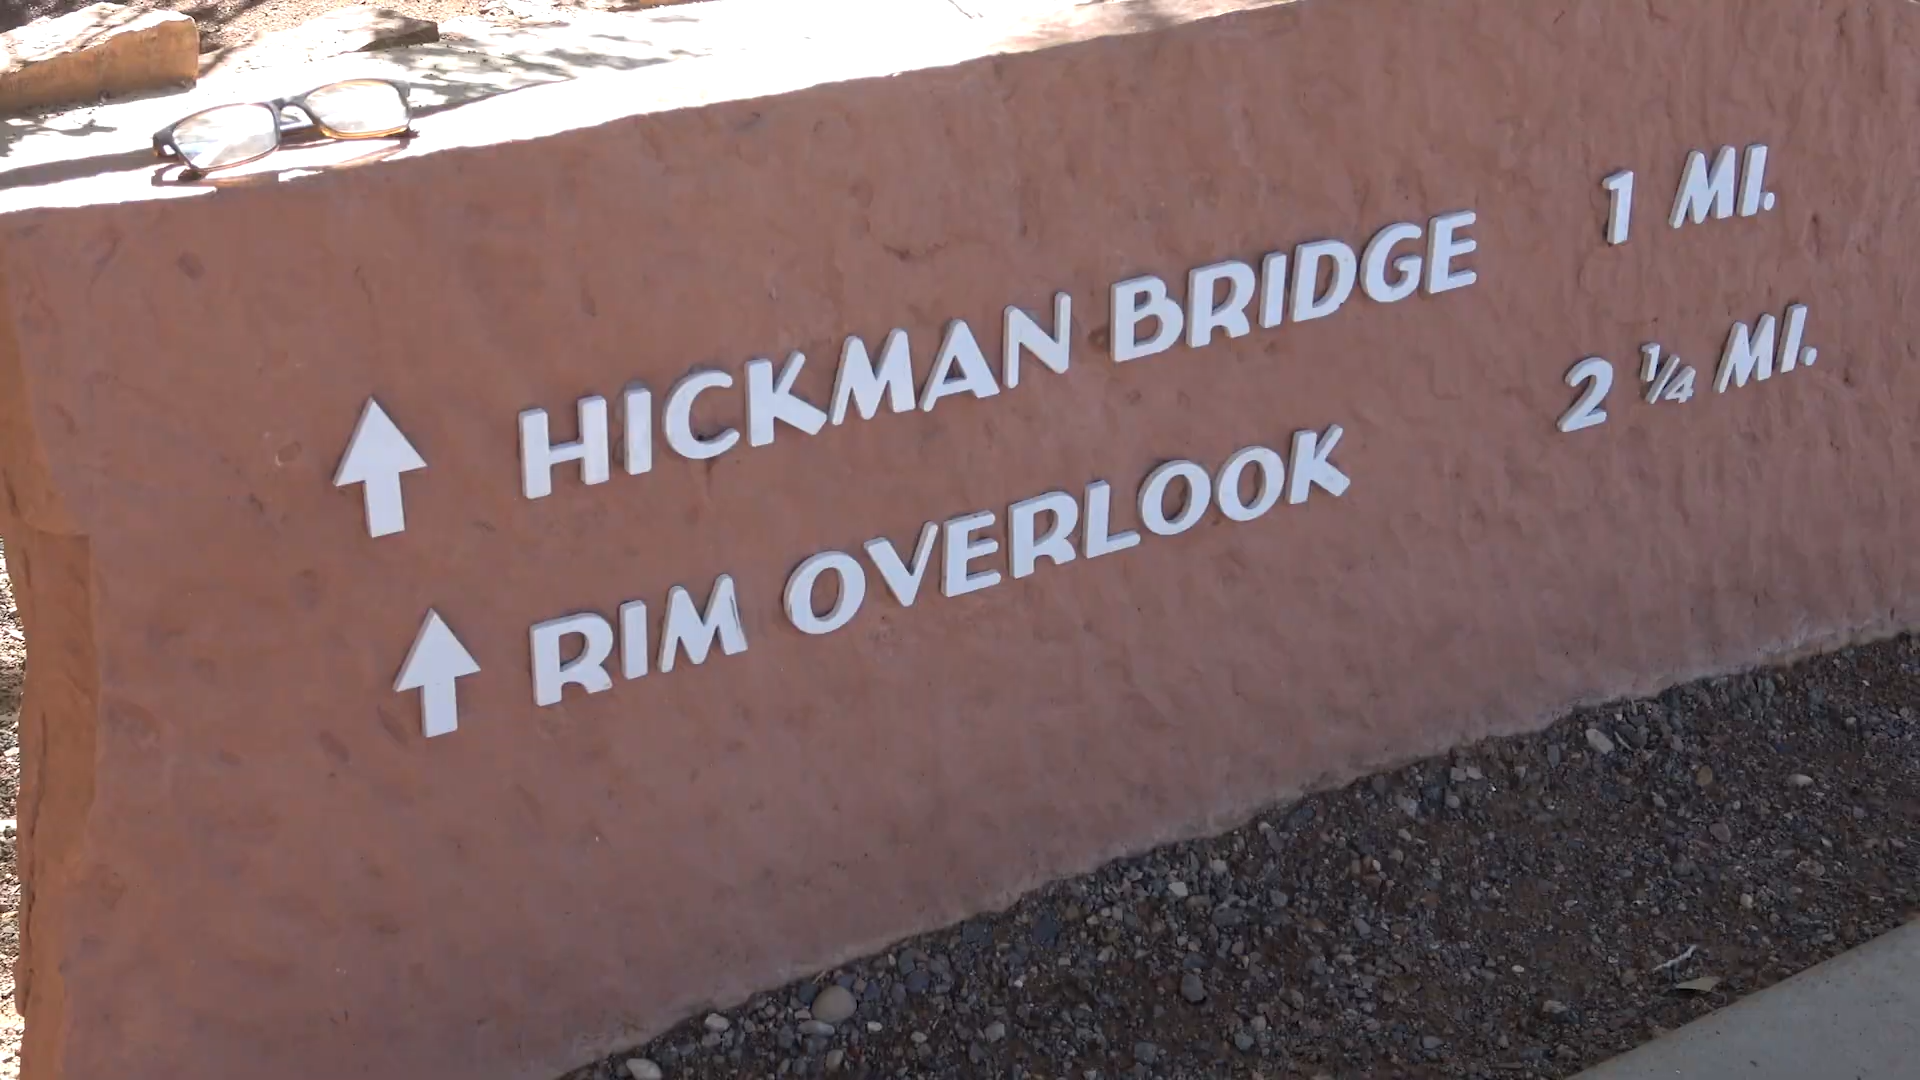 ↑ HICKMAN BRIDGE 1 MI.
↑ RIM OVERLOOK 2 1/4 MI.